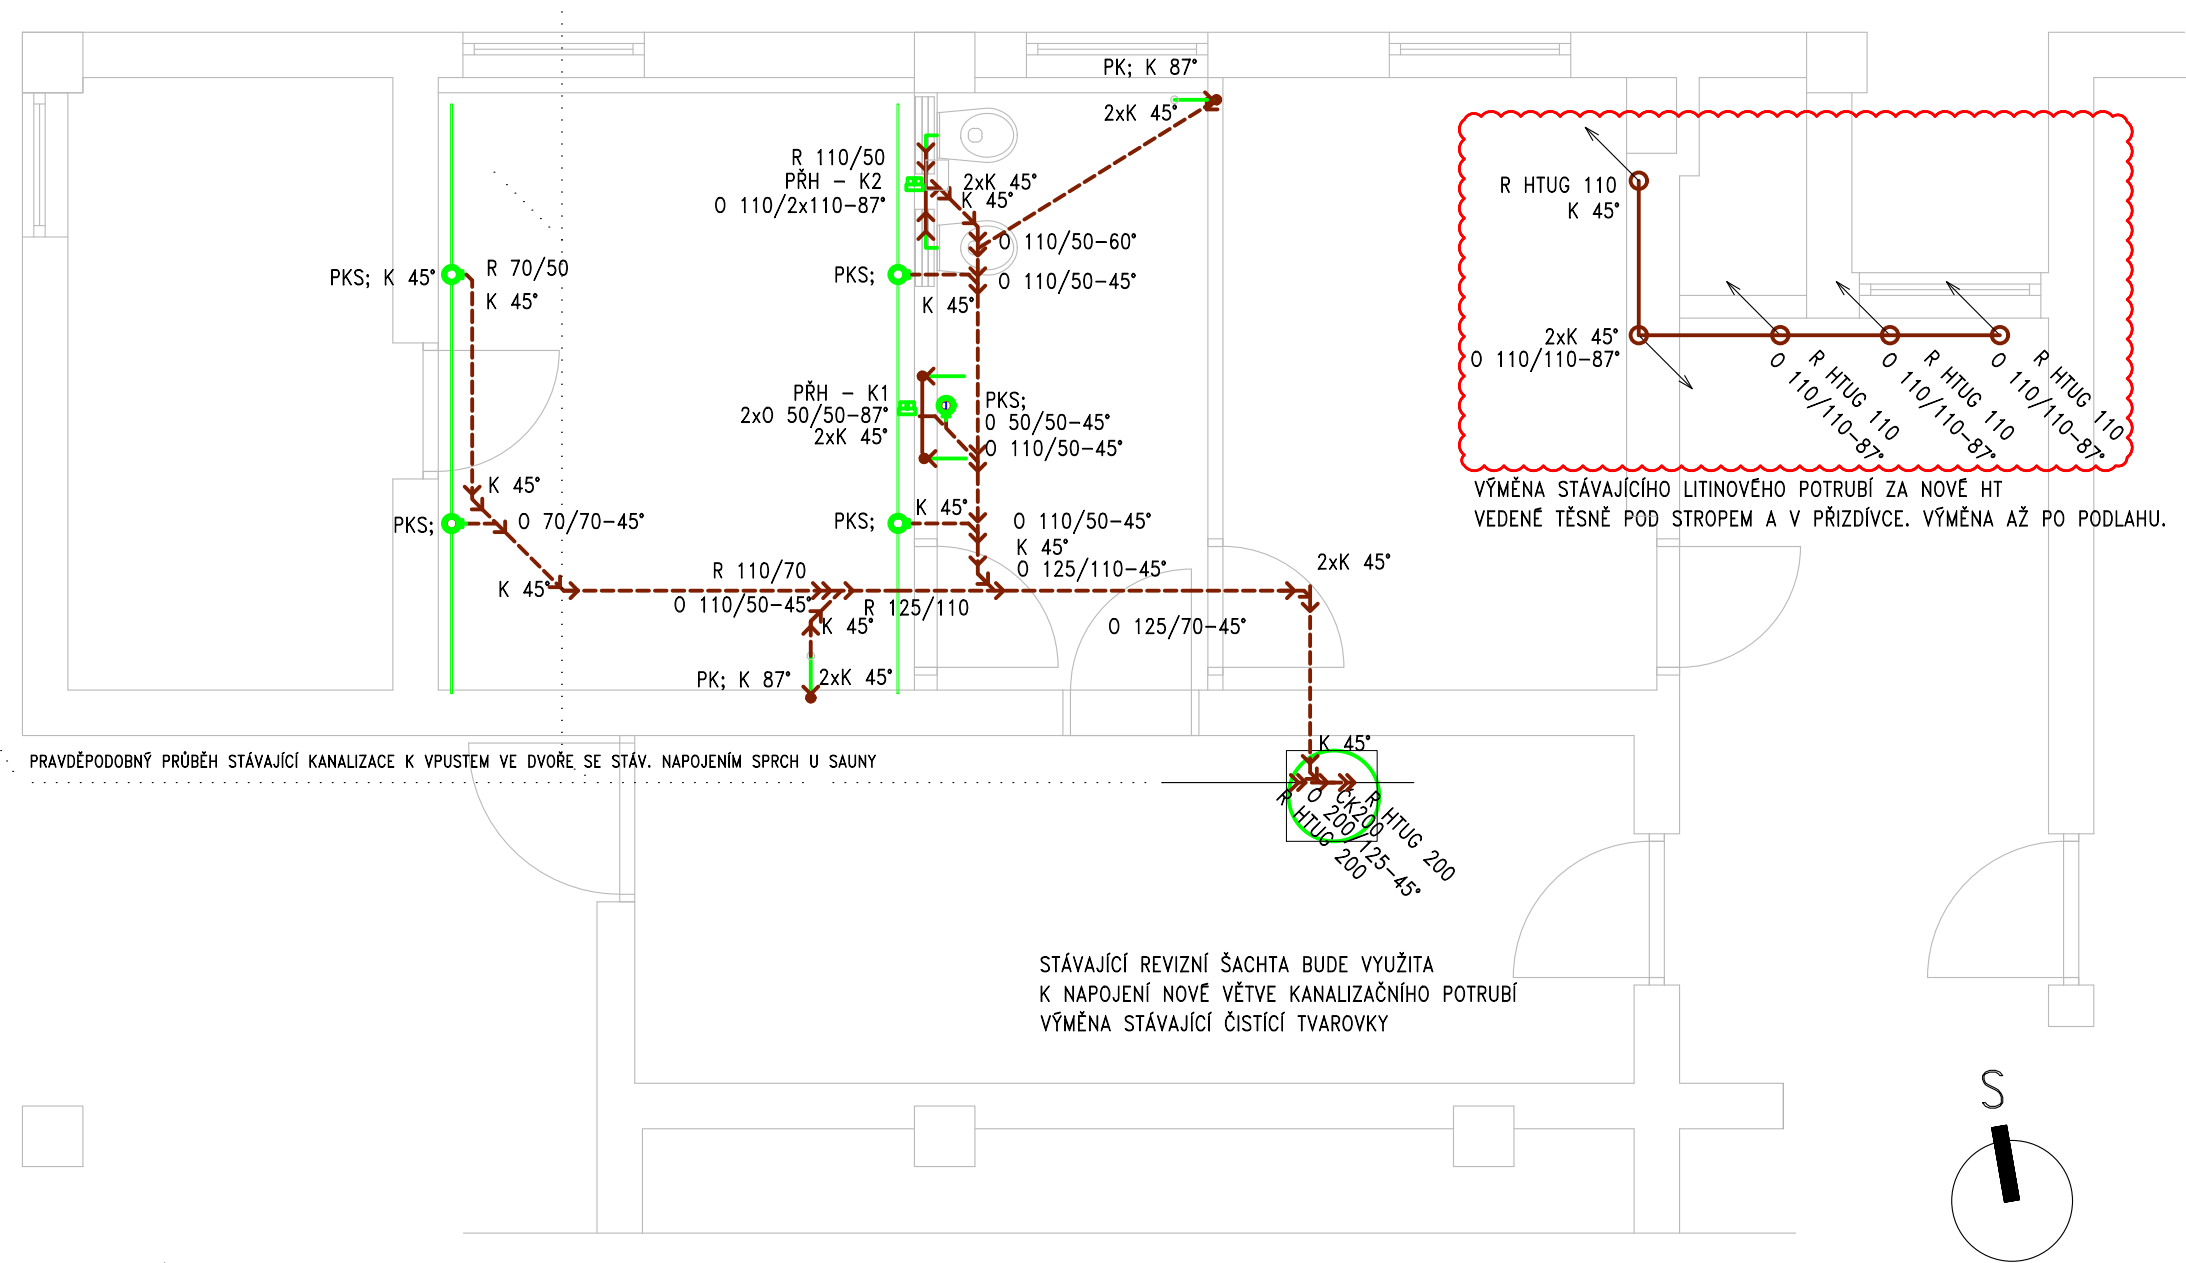 PK; K 87°
2xK 45°
R 110/50
PŘH – K2
O 110/2x110–87°
2xK 45°
K 45°
O 110/50–60°
O 110/50–45°
PKS; K 45°
R 70/50
K 45°
PKS;
K 45°
R HTUG 110
K 45°
2xK 45°
O 110/110–87°
R HTUG 110
O 110/110–87°
R HTUG 110
O 110/110–87°
R HTUG 110
O 110/110–87°
VÝMĚNA STÁVAJÍCÍHO LITINOVÉHO POTRUBÍ ZA NOVÉ HT
VEDENÉ TĚSNĚ POD STROPEM A V PŘIZDÍVCE. VÝMĚNA AŽ PO PODLAHU.
PŘH – K1
2xO 50/50–87°
2xK 45°
PKS;
O 50/50–45°
O 110/50–45°
K 45°
PKS;
O 70/70–45°
K 45°
PKS;
K 45°
O 110/50–45°
K 45°
O 125/110–45°
R 110/70
O 110/50–45°
R 125/110
K 45°
2xK 45°
O 125/70–45°
PK; K 87°
2xK 45°
PRAVDĚPODOBNÝ PRŮBĚH STÁVAJÍCÍ KANALIZACE K VPUSTEM VE DVOŘE SE STÁV. NAPOJENÍM SPRCH U SAUNY
K 45°
R HTUG 200
O 200/125–45°
ČK200
R HTUG 200
STÁVAJÍCÍ REVIZNÍ ŠACHTA BUDE VYUŽITA
K NAPOJENÍ NOVÉ VĚTVE KANALIZAČNÍHO POTRUBÍ
VÝMĚNA STÁVAJÍCÍ ČISTÍCÍ TVAROVKY
S